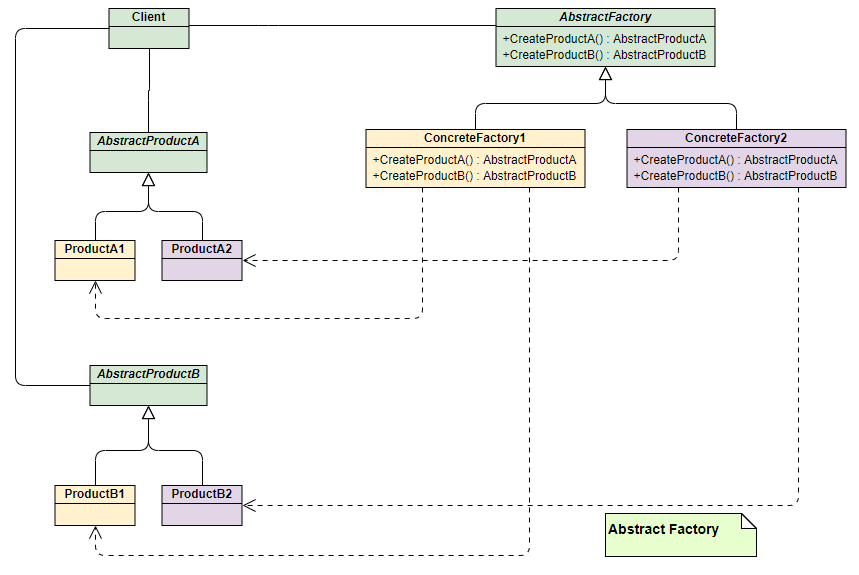 Client
AbstractFactory
+CreateProductA() : AbstractProductA
+CreateProductB() : AbstractProductB
AbstractProductA
ConcreteFactory1
+CreateProductA() : AbstractProductA
+CreateProductB() : AbstractProductB
ConcreteFactory2
+CreateProductA() : AbstractProductA
+CreateProductB() : AbstractProductB
ProductA1
ProductA2
AbstractProductB
ProductB1
ProductB2
Abstract Factory